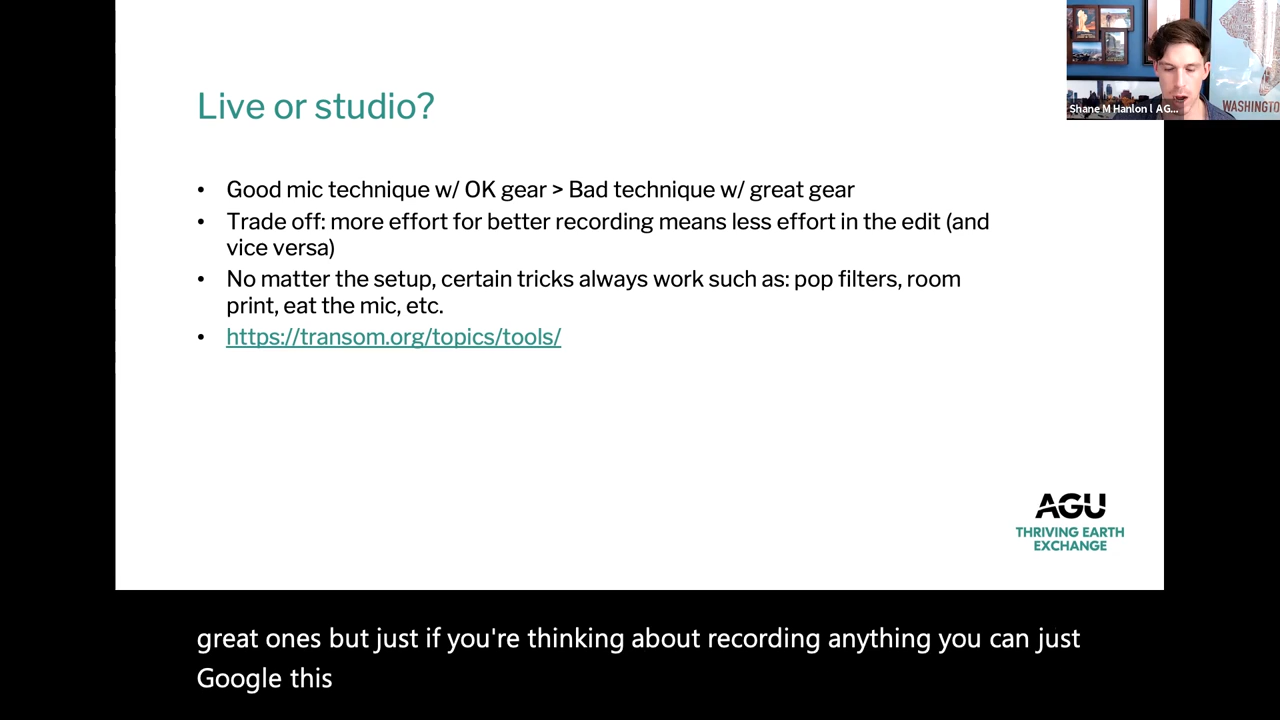 Live or studio?
Shane M Hanlon l AG...
WASHINGTO
• Good mic technique w/ OK gear > Bad technique w/ great gear
• Trade off: more effort for better recording means less effort in the edit (and
vice versa)
• No matter the setup, certain tricks always work such as: pop filters, room
print, eat the mic, etc.
• https://transom.org/topics/tools/
AGU
THRIVING EARTH
EXCHANGE
great ones but just if you're thinking about recording anything you can just
Google this